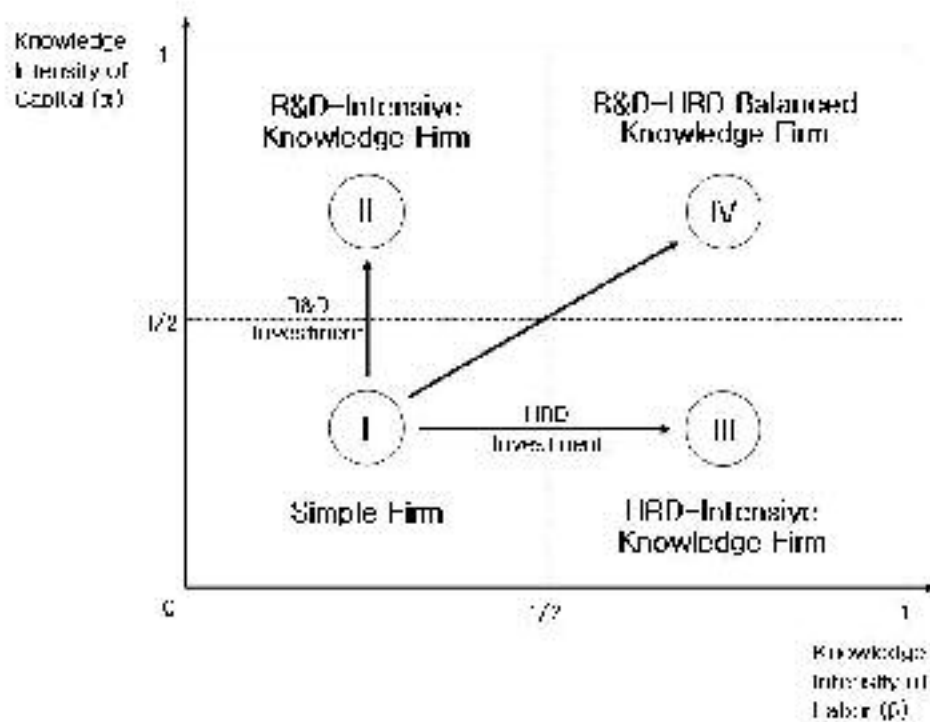 Knowledge
Intensity of
Capital (α)
1
R&D-Intensive
Knowledge Firm
R&D-HRD Balanced
Knowledge Firm
II
IV
R&D
Investment
1/2
I
HRD
Investment
III
Simple Firm
HRD-Intensive
Knowledge Firm
0
1/2
1
Knowledge
Intensity of
Labor (β)